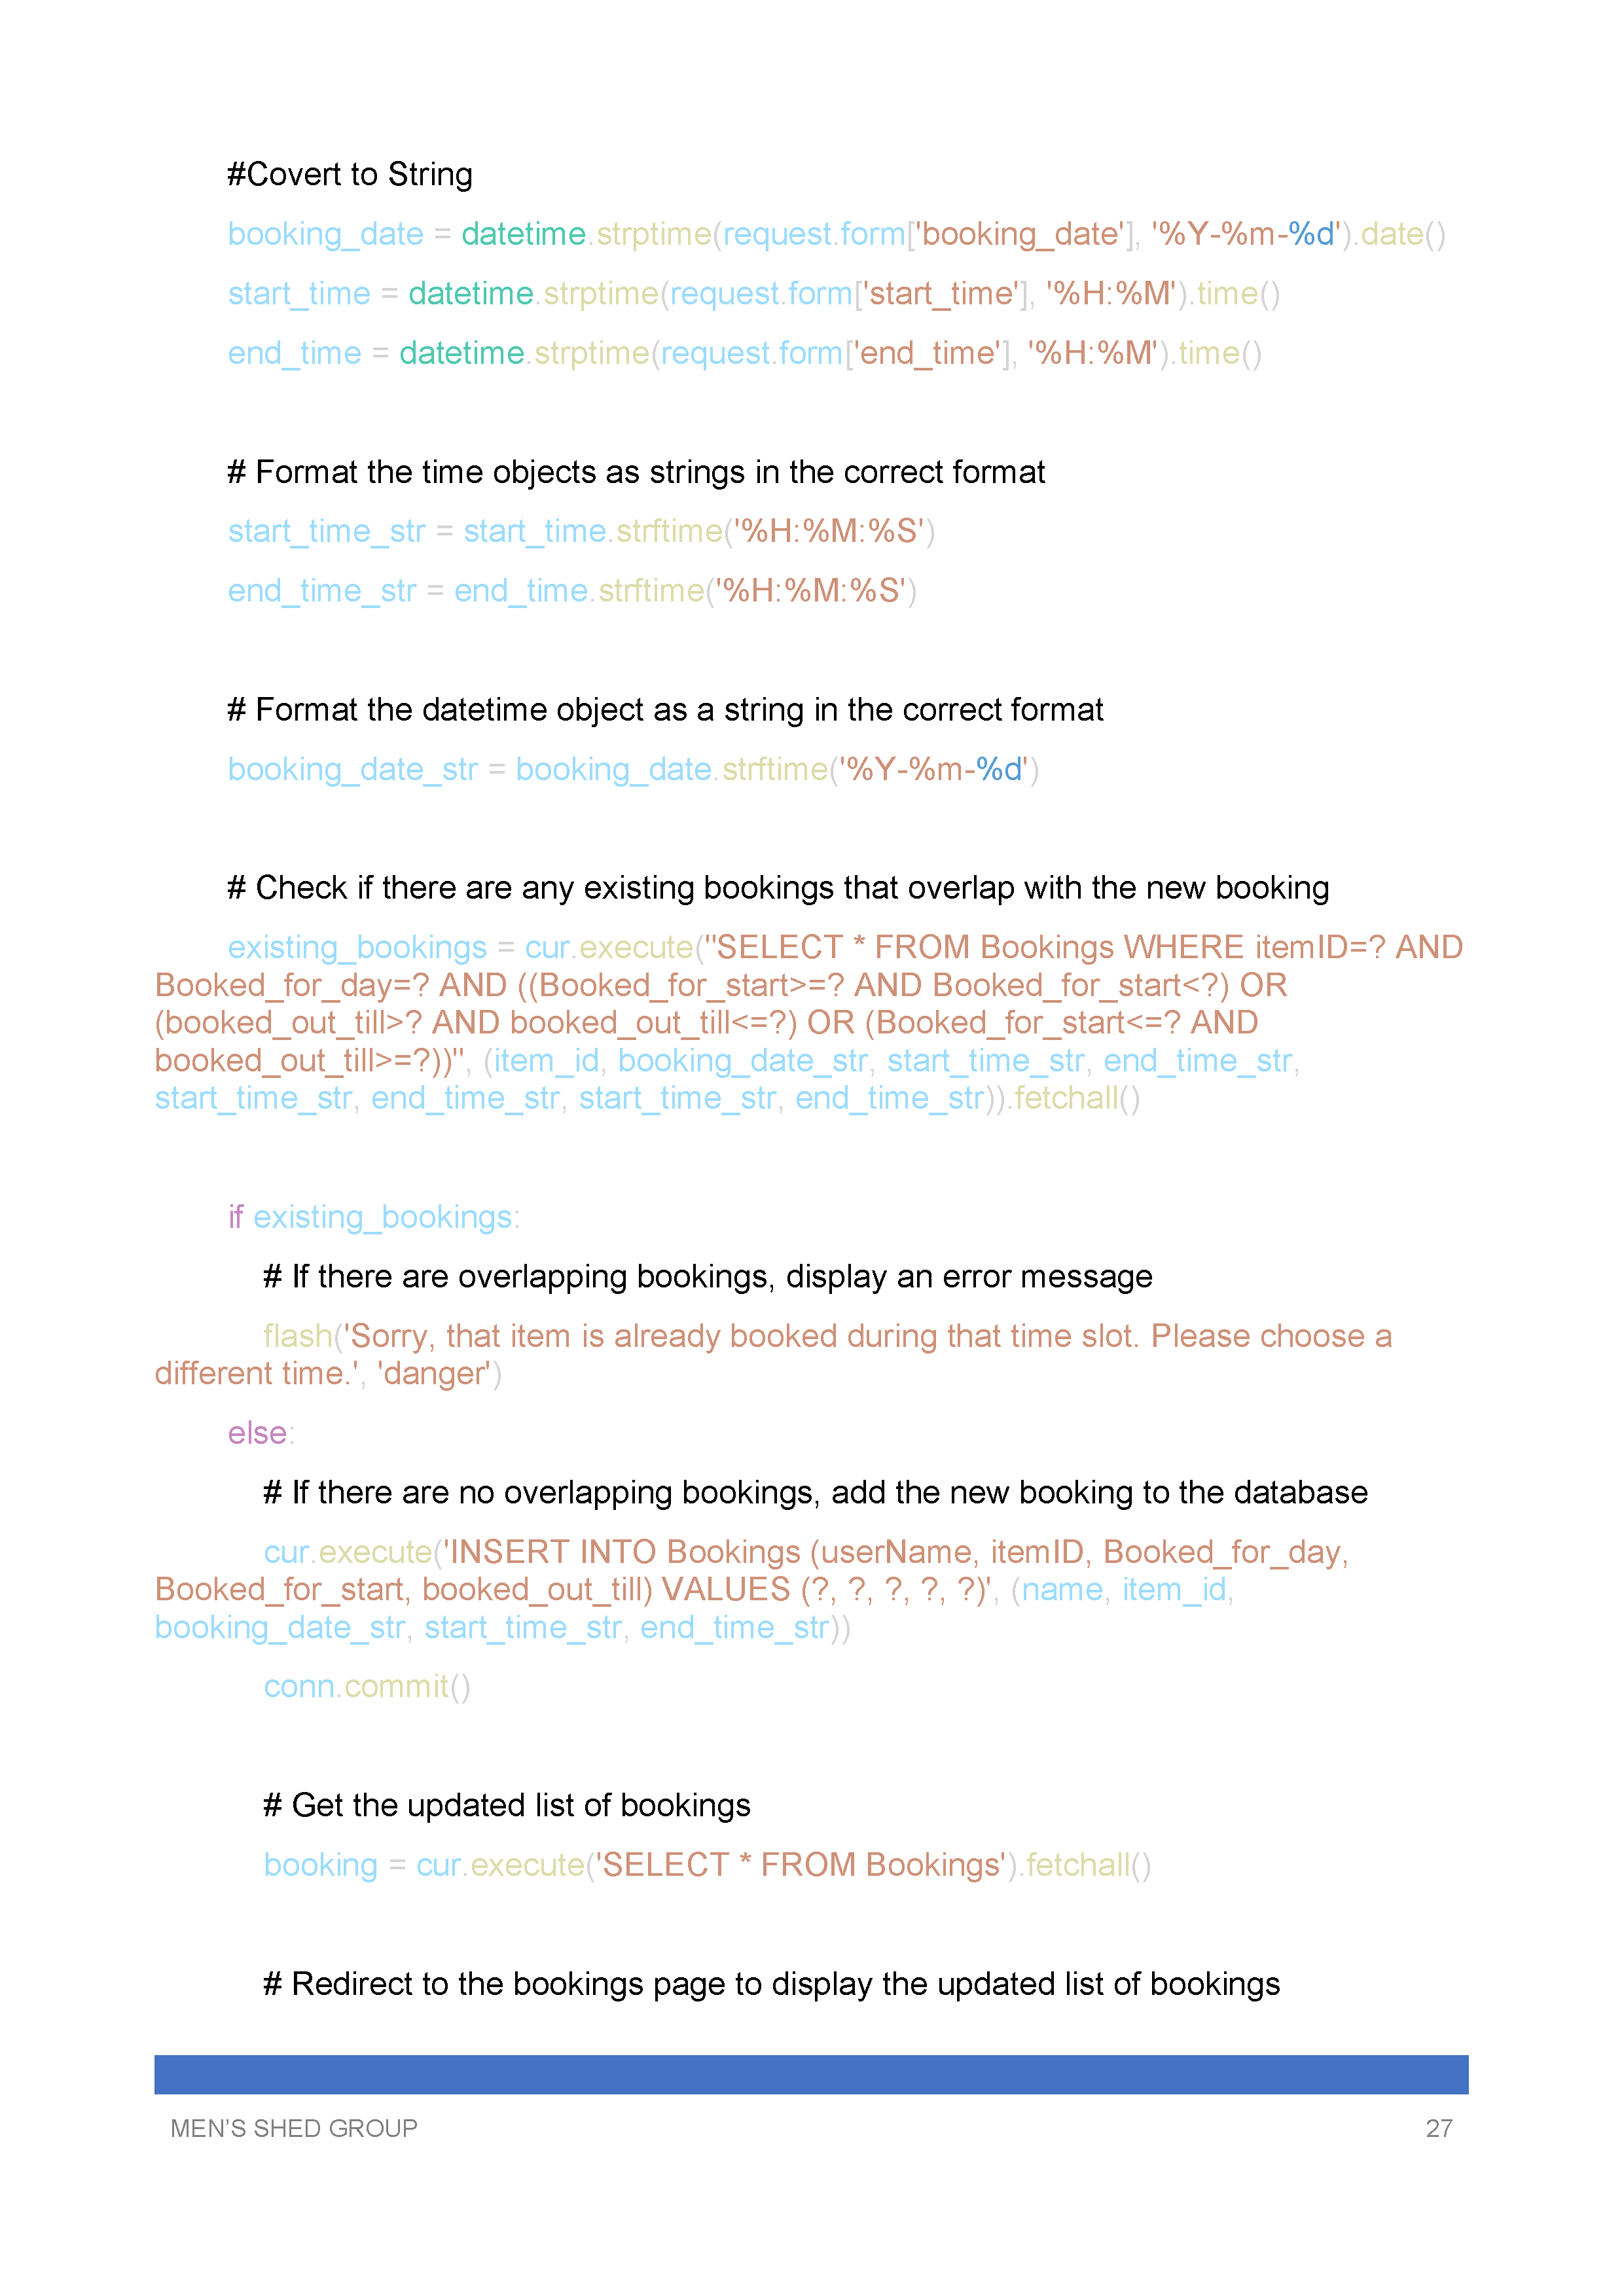 #Covert to String
booking_date = datetime.strptime(request.form['booking_date'], '%Y-%m-%d').date()
start_time = datetime.strptime(request.form['start_time'], '%H:%M').time()
end_time = datetime.strptime(request.form['end_time'], '%H:%M').time()
# Format the time objects as strings in the correct format
start_time_str = start_time.strftime('%H:%M:%S')
end_time_str = end_time.strftime('%H:%M:%S')
# Format the datetime object as a string in the correct format
booking_date_str = booking_date.strftime('%Y-%m-%d')
# Check if there are any existing bookings that overlap with the new booking
existing_bookings = cur.execute("SELECT * FROM Bookings WHERE itemID=? AND
Booked_for_day=? AND ((Booked_for_start>=? AND Booked_for_start<?) OR
(booked_out_till>? AND booked_out_till<=?) OR (Booked_for_start<=? AND
booked_out_till>=?))", (item_id, booking_date_str, start_time_str, end_time_str,
start_time_str, end_time_str, start_time_str, end_time_str)).fetchall()
if existing_bookings:
# If there are overlapping bookings, display an error message
flash('Sorry, that item is already booked during that time slot. Please choose a
different time.', 'danger')
else:
# If there are no overlapping bookings, add the new booking to the database
cur.execute('INSERT INTO Bookings (userName, itemID, Booked_for_day,
Booked_for_start, booked_out_till) VALUES (?, ?, ?, ?, ?)', (name, item_id,
booking_date_str, start_time_str, end_time_str))
conn.commit()
# Get the updated list of bookings
booking = cur.execute('SELECT * FROM Bookings').fetchall()
# Redirect to the bookings page to display the updated list of bookings
MEN'S SHED GROUP 27